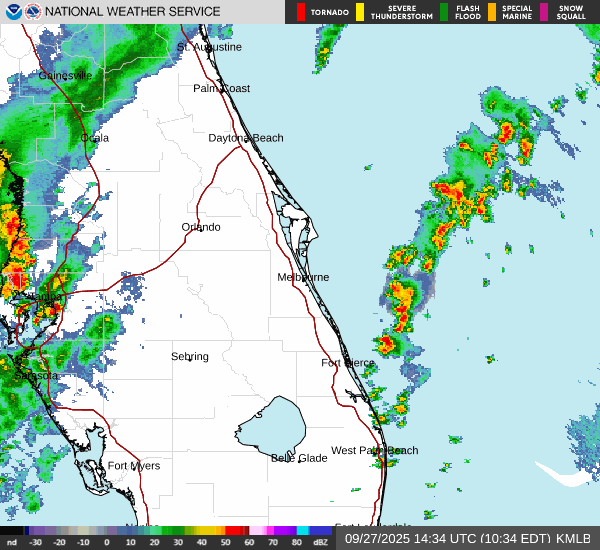 NATIONAL WEATHER SERVICE
TORNADO
SEVERE THUNDERSTORM
FLASH FLOOD
SPECIAL MARINE
SNOW SQUALL
St. Augustine
Gainesville
Palm Coast
Ocala
Daytona Beach
Orlando
Melbourne
Tampa
Sebring
Fort Pierce
Sarasota
West Palm Beach
Belle Glade
Fort Myers
nd -30 -20 -10 0 10 20 30 40 50 60 70 80 dBZ
09/27/2025 14:34 UTC (10:34 EDT) KMLB